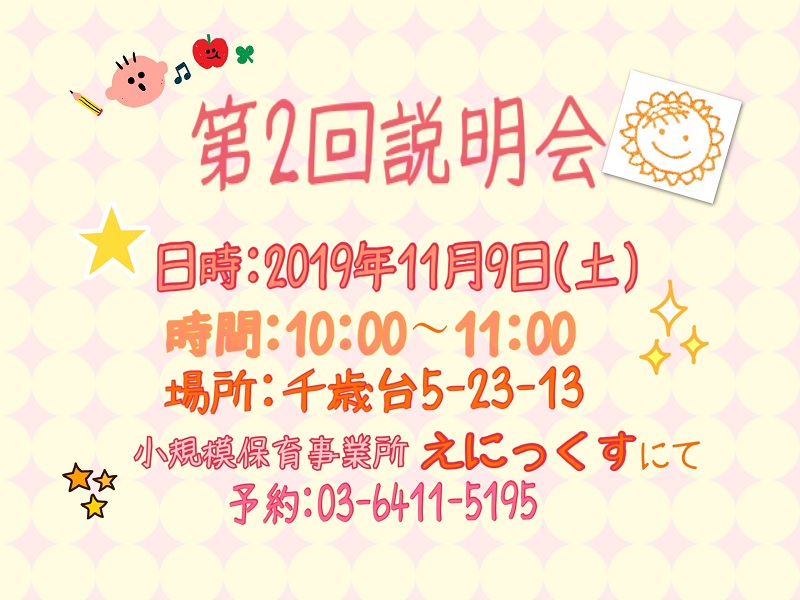 第2回説明会
日時:2019年11月9日(土)
時間:10:00～11:00
場所:千歳台5-23-13
小規模保育事業所 えにっくすにて
予約:03-6411-5195